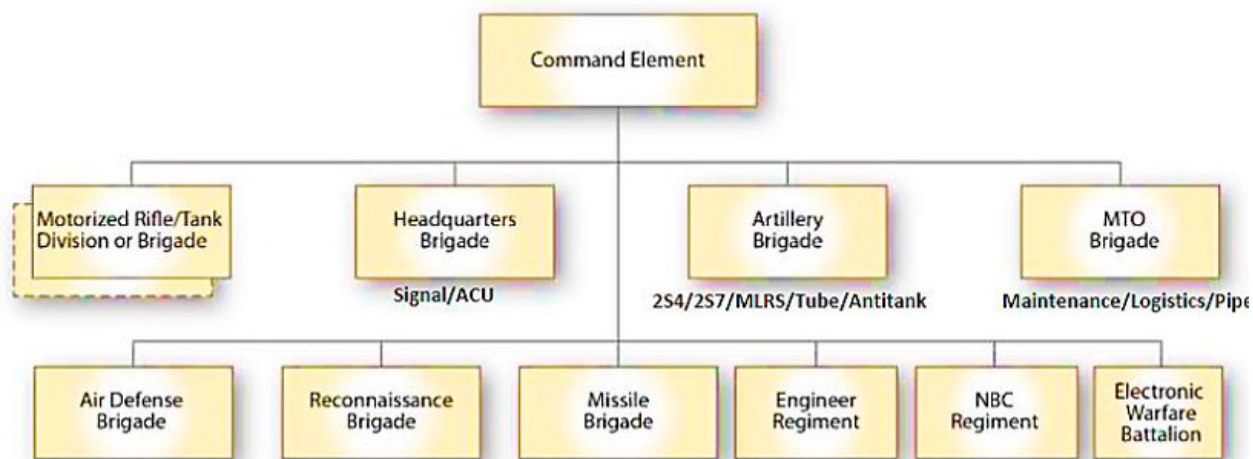 Command Element
Motorized Rifle/Tank
Division or Brigade
Headquarters
Brigade
Artillery
Brigade
MTO
Brigade
Signal/ACU
2S4/2S7/MLRS/Tube/Antitank
Maintenance/Logistics/Pipe
Air Defense
Brigade
Reconnaissance
Brigade
Missile
Brigade
Engineer
Regiment
NBC
Regiment
Electronic
Warfare
Battalion